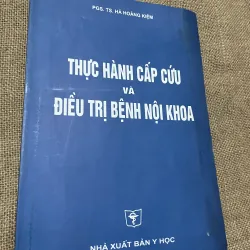 PGS. TS. HÀ HOÀNG KIỆM
THỰC HÀNH CẤP CỨU
VÀ
ĐIỀU TRỊ BỆNH NỘI KHOA
NHÀ XUẤT BẢN Y HỌC